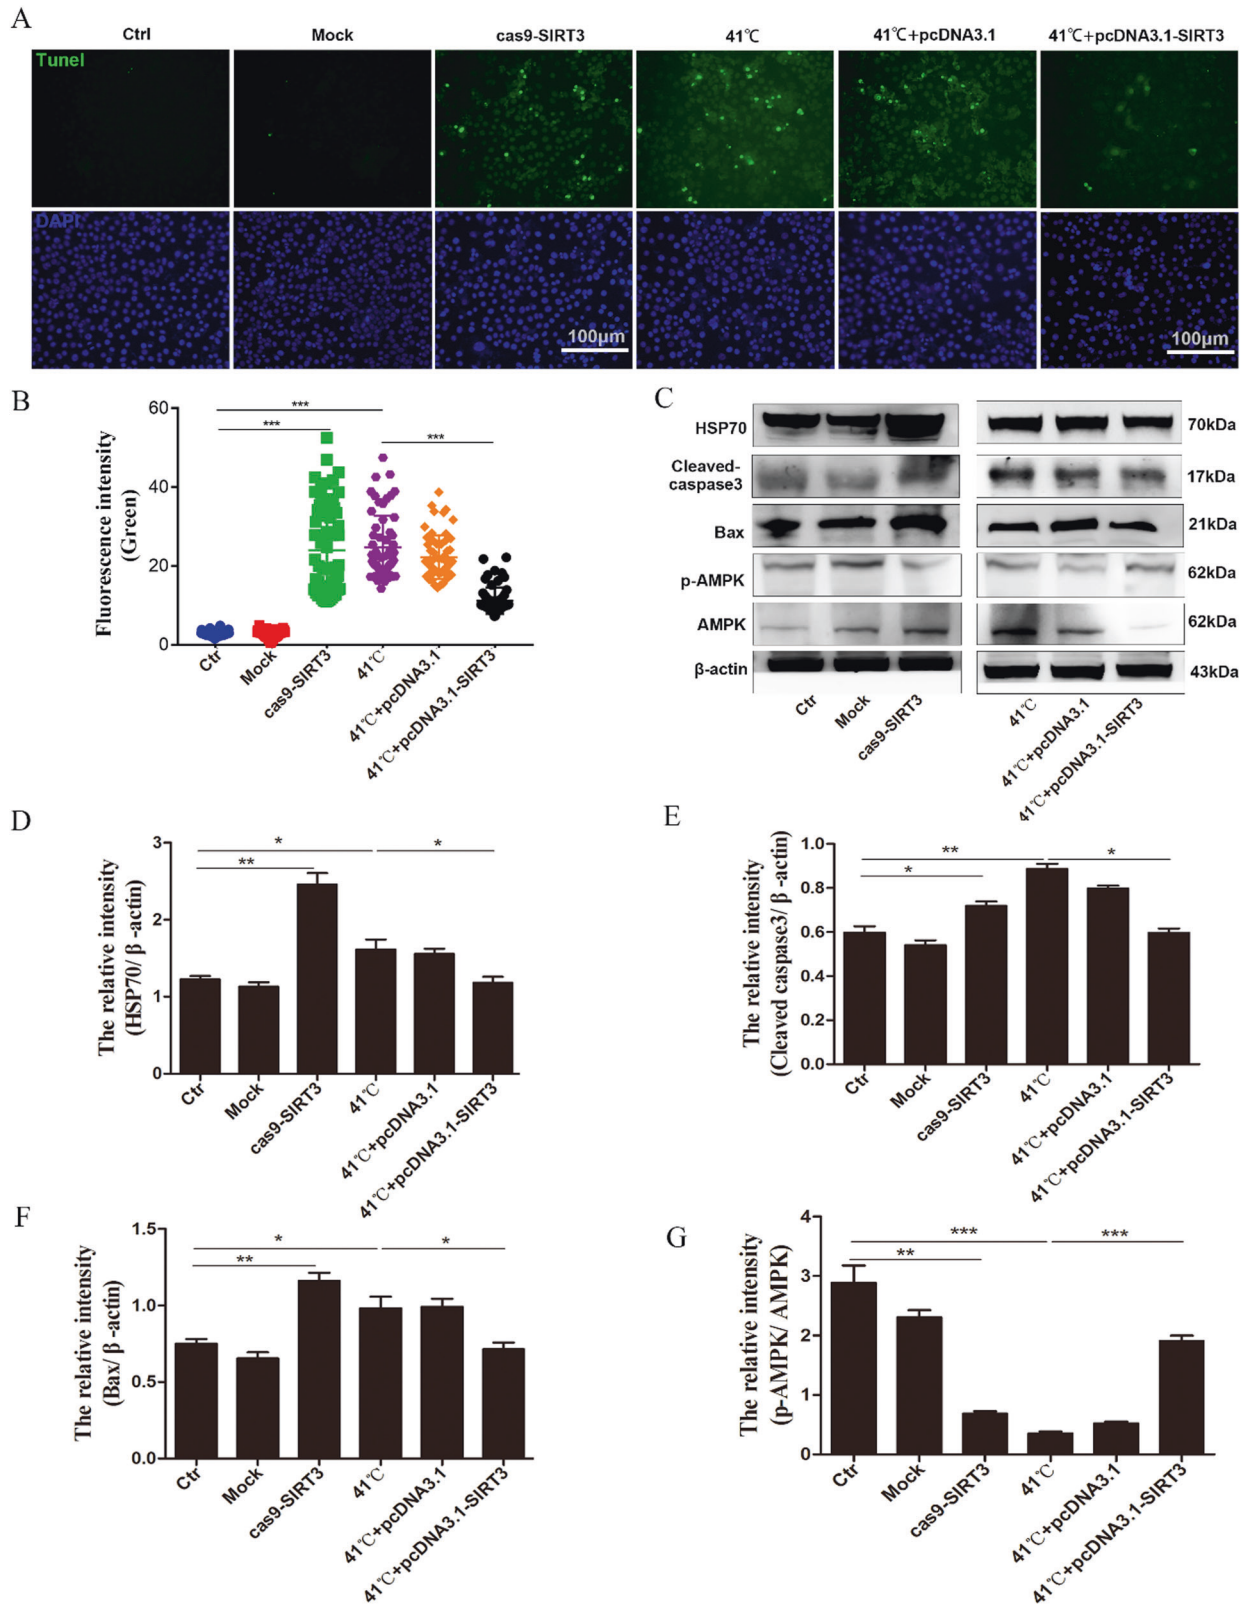 A
Ctrl
Mock
cas9-SIRT3
41℃
41℃+pcDNA3.1
41℃+pcDNA3.1-SIRT3
Tunel
DAPI
100μm
100μm
B
Fluorescence intensity
(Green)
60
40
20
0
***
***
***
Ctr
Mock
cas9-SIRT3
41℃
41℃+pcDNA3.1
41℃+pcDNA3.1-SIRT3
C
HSP70
70kDa
Cleaved-
caspase3
17kDa
Bax
21kDa
p-AMPK
62kDa
AMPK
62kDa
β-actin
43kDa
Ctr
Mock
cas9-SIRT3
41℃
41℃+pcDNA3.1
41℃+pcDNA3.1-SIRT3
D
The relative intensity
(HSP70/ β -actin)
3
2
1
0
*
*
**
Ctr
Mock
cas9-SIRT3
41℃
41℃+pcDNA3.1
41℃+pcDNA3.1-SIRT3
E
The relative intensity
(Cleaved caspase3/ β -actin)
1.0
0.8
0.6
0.4
0.2
0.0
**
*
*
Ctr
Mock
cas9-SIRT3
41℃
41℃+pcDNA3.1
41℃+pcDNA3.1-SIRT3
F
The relative intensity
(Bax/ β -actin)
1.5
1.0
0.5
0.0
*
*
**
Ctr
Mock
cas9-SIRT3
41℃
41℃+pcDNA3.1
41℃+pcDNA3.1-SIRT3
G
The relative intensity
(p-AMPK/ AMPK)
4
3
2
1
0
***
***
**
Ctr
Mock
cas9-SIRT3
41℃
41℃+pcDNA3.1
41℃+pcDNA3.1-SIRT3